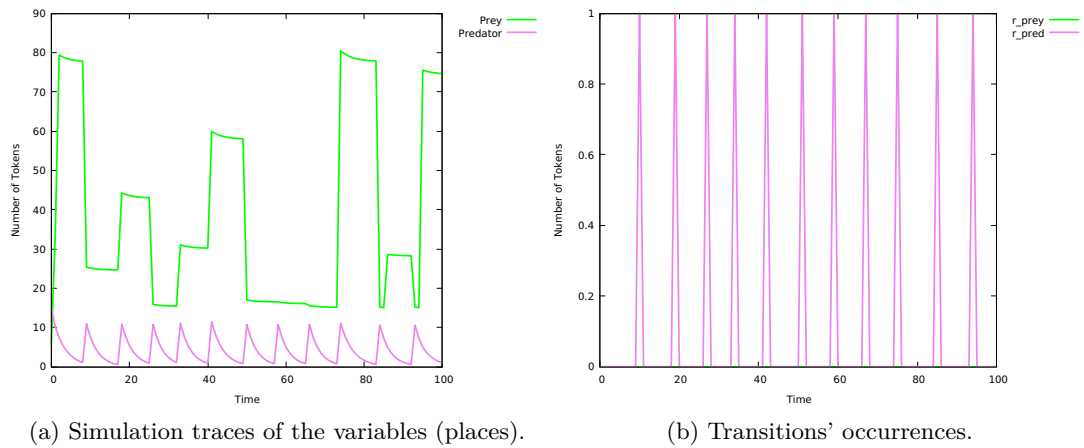 90
80
70
60
50
40
30
20
10
0
Number of Tokens
0 20 40 60 80 100
Time
Prey
Predator
1
0.8
0.6
0.4
0.2
0
Number of Tokens
0 20 40 60 80 100
Time
r_prey
r_pred
(a) Simulation traces of the variables (places).
(b) Transitions' occurrences.